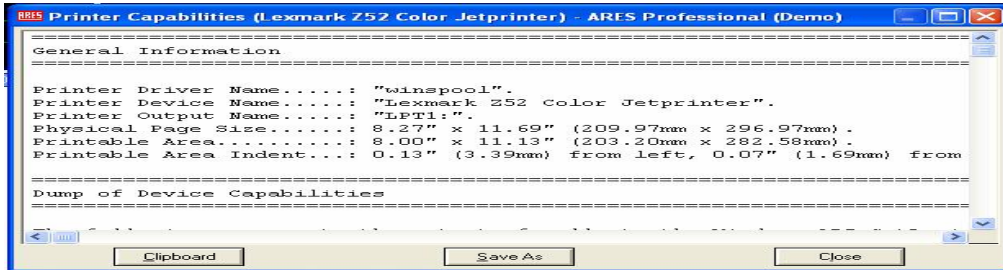 ARES Printer Capabilities (Lexmark Z52 Color Jetprinter) - ARES Professional (Demo)
General Information
Printer Driver Name.....: "winspool".
Printer Device Name.....: "Lexmark Z52 Color Jetprinter".
Printer Output Name.....: "LPT1:".
Physical Page Size......: 8.27" x 11.69" (209.97mm x 296.97mm).
Printable Area..........: 8.00" x 11.13" (203.20mm x 282.58mm).
Printable Area Indent...: 0.13" (3.39mm) from left, 0.07" (1.69mm) from
Dump of Device Capabilities
Clipboard Save As Close